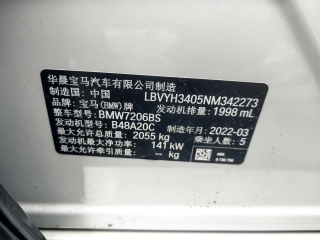 华晨宝马汽车有限公司制造
制造国：中国 LBVYH3405NM342273
品牌：宝马(BMW)牌 发动机排量：1998 mL
整车型号：BMW7206BS
发动机型号：B48A20C
最大允许总质量：2055 kg 制造年月：2022-03
发动机最大净功率：141 kW 乘坐人数：5
最大允许牵引质量：-- kg